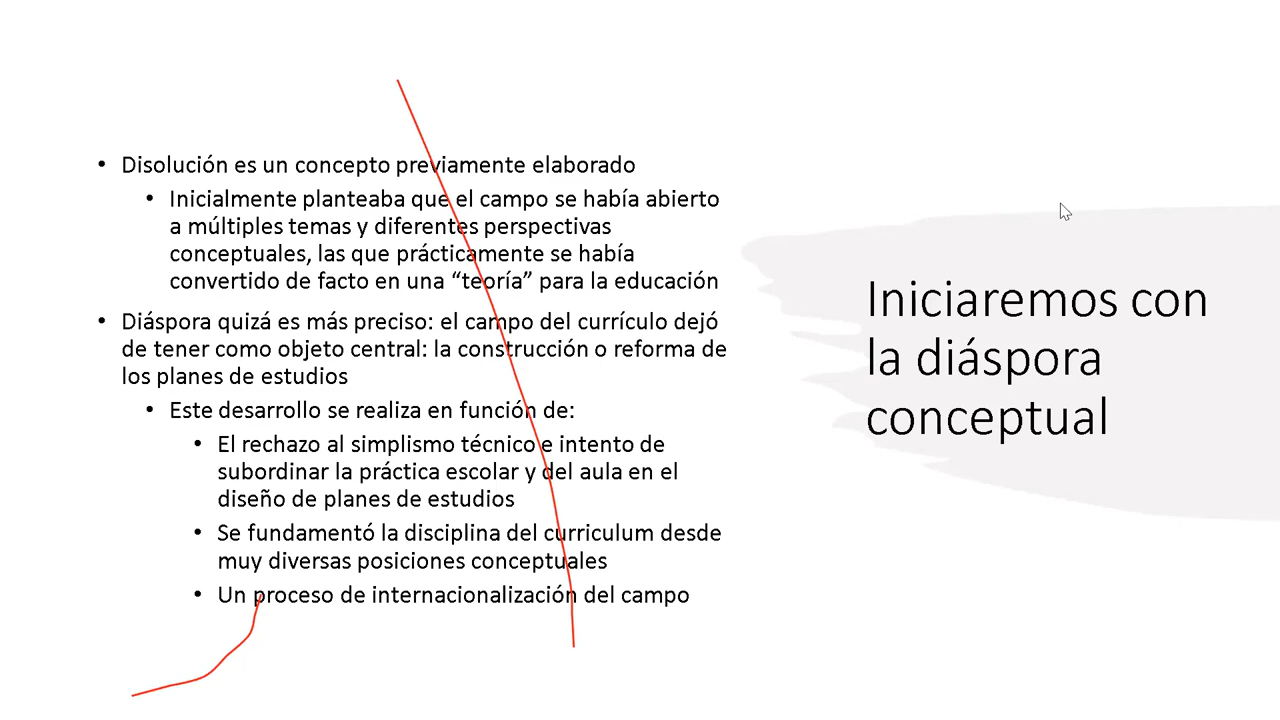 • Disolución es un concepto previamente elaborado
• Inicialmente planteaba que el campo se había abierto
a múltiples temas y diferentes perspectivas
conceptuales, las que prácticamente se había
convertido de facto en una “teoría” para la educación
• Diáspora quizá es más preciso: el campo del currículo dejó
de tener como objeto central: la construcción o reforma de
los planes de estudios
• Este desarrollo se realiza en función de:
• El rechazo al simplismo técnico e intento de
subordinar la práctica escolar y del aula en el
diseño de planes de estudios
• Se fundamentó la disciplina del curriculum desde
muy diversas posiciones conceptuales
• Un proceso de internacionalización del campo
Iniciaremos con
la diáspora
conceptual